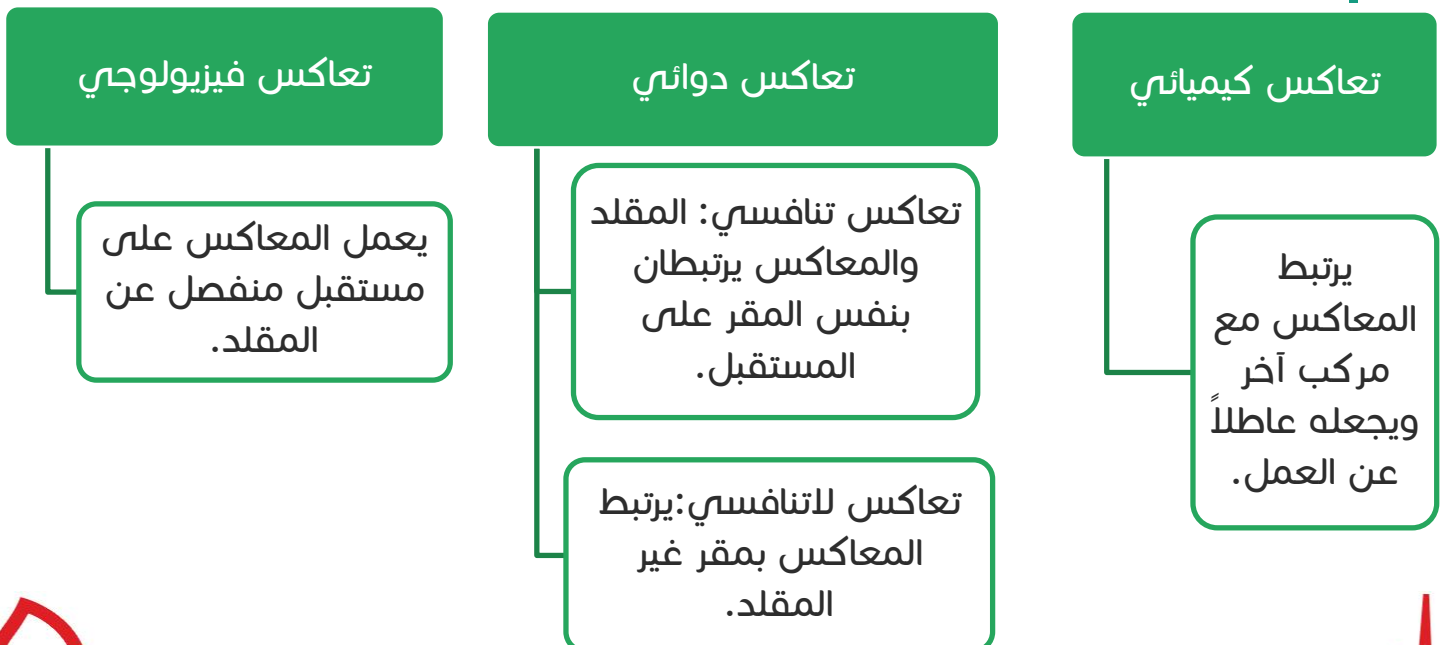 تعاكس كيميائي
يرتبط
المعاكس مع
مركب آخر
ويجعله عاطلاً
عن العمل.
تعاكس دوائي
تعاكس تنافسي: المقلد
والمعاكس يرتبطان
بنفس المقر على
المستقبل.
تعاكس للاتنافسي:يرتبط
المعاكس بمقر غير
المقلد.
تعاكس فيزيولوجي
يعمل المعاكس على
مستقبل منفصل عن
المقلد.